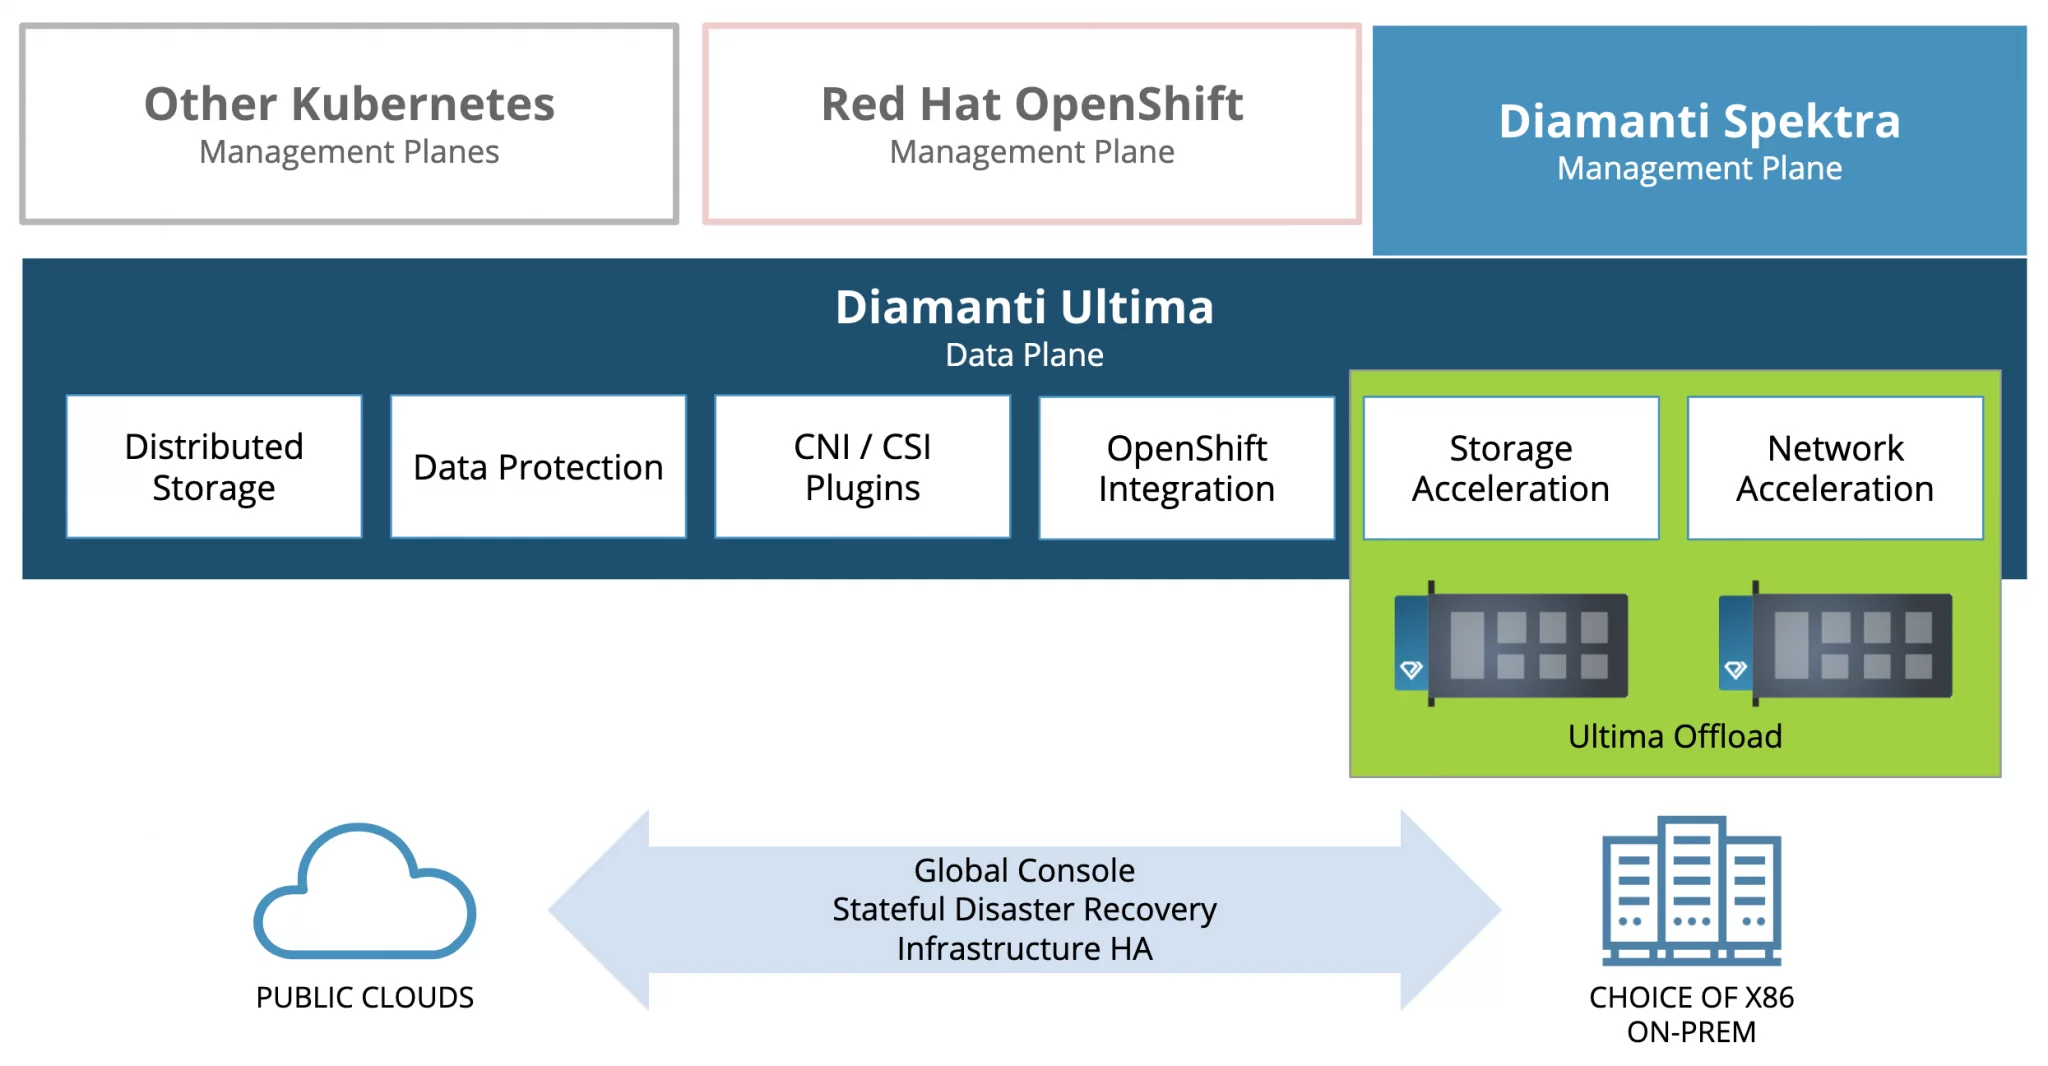 Other Kubernetes
Management Planes
Red Hat OpenShift
Management Plane
Diamanti Spektra
Management Plane
Diamanti Ultima
Data Plane
Distributed
Storage
Data Protection
CNI / CSI
Plugins
OpenShift
Integration
Storage
Acceleration
Network
Acceleration
Ultima Offload
Global Console
Stateful Disaster Recovery
Infrastructure HA
PUBLIC CLOUDS
CHOICE OF X86
ON-PREM